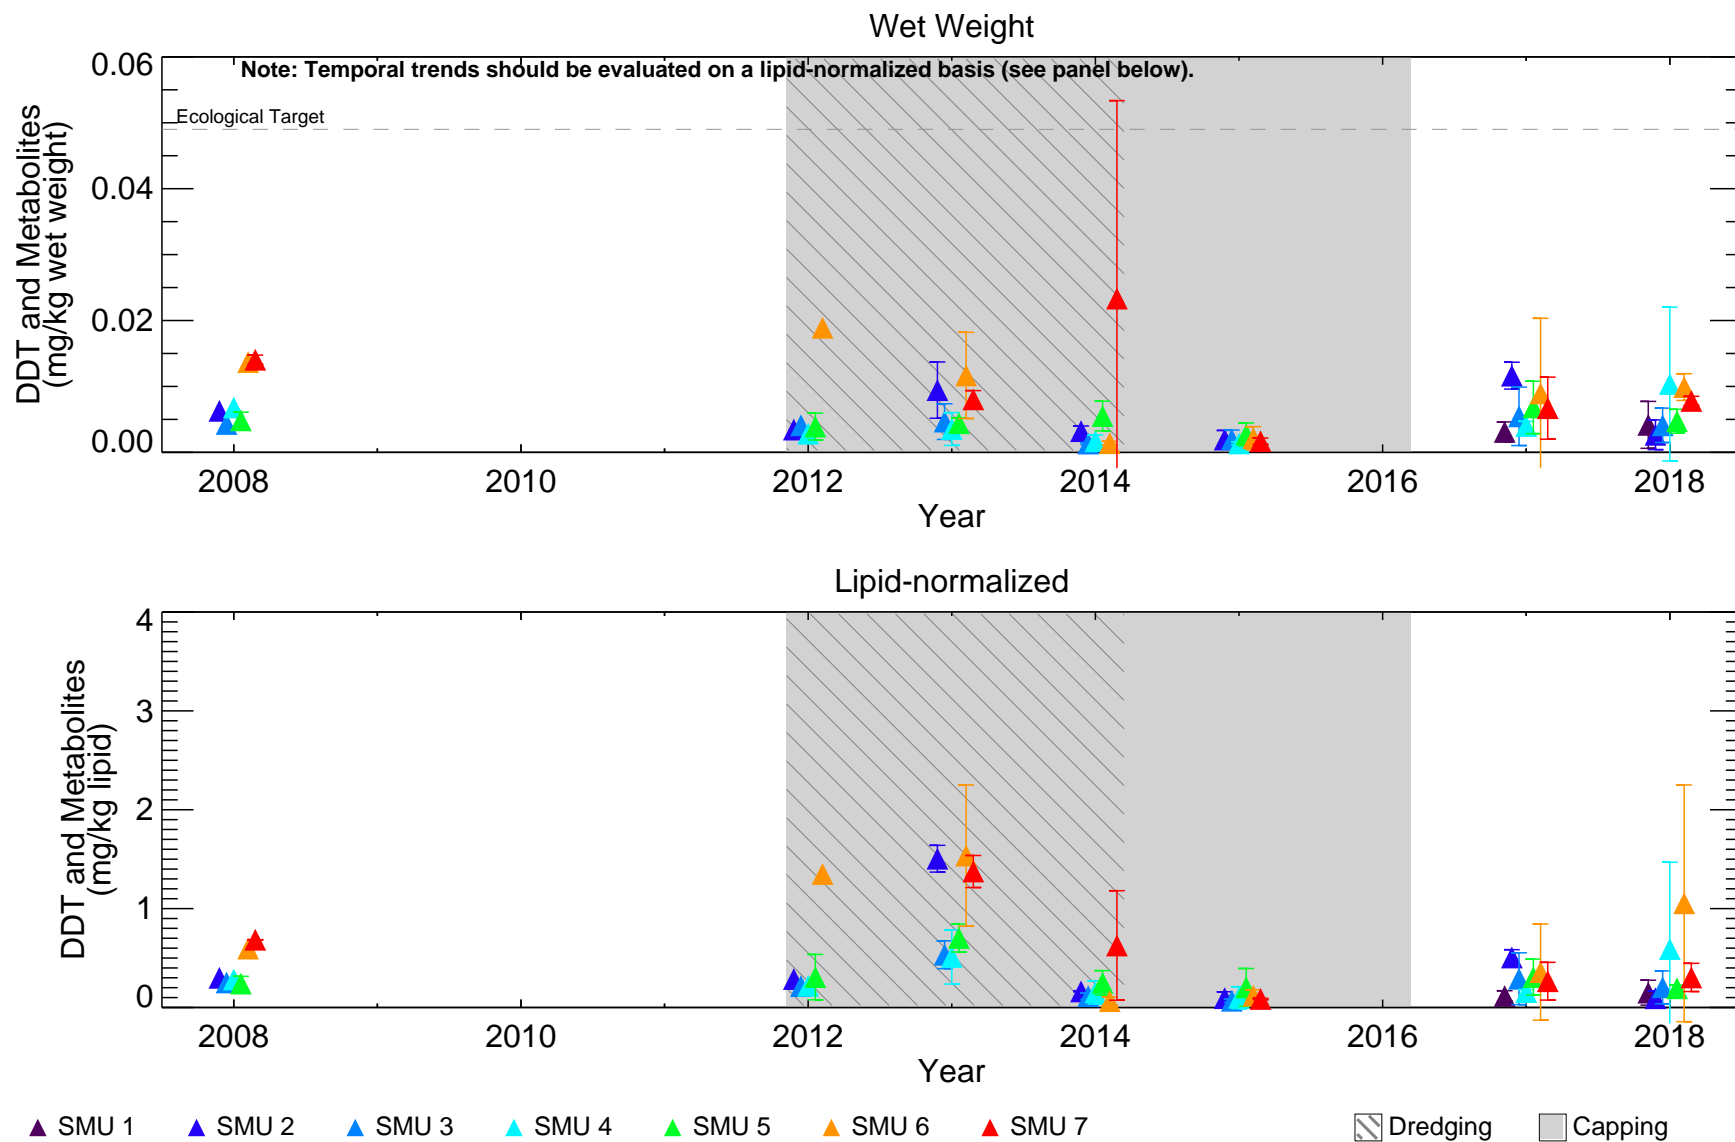 Wet Weight
Note: Temporal trends should be evaluated on a lipid-normalized basis (see panel below).
Ecological Target
DDT and Metabolites
(mg/kg wet weight)
0.06
0.04
0.02
0.00
2008 2010 2012 2014 2016 2018
Year
Lipid-normalized
DDT and Metabolites
(mg/kg lipid)
4
3
2
1
0
2008 2010 2012 2014 2016 2018
Year
SMU 1 SMU 2 SMU 3 SMU 4 SMU 5 SMU 6 SMU 7 Dredging Capping